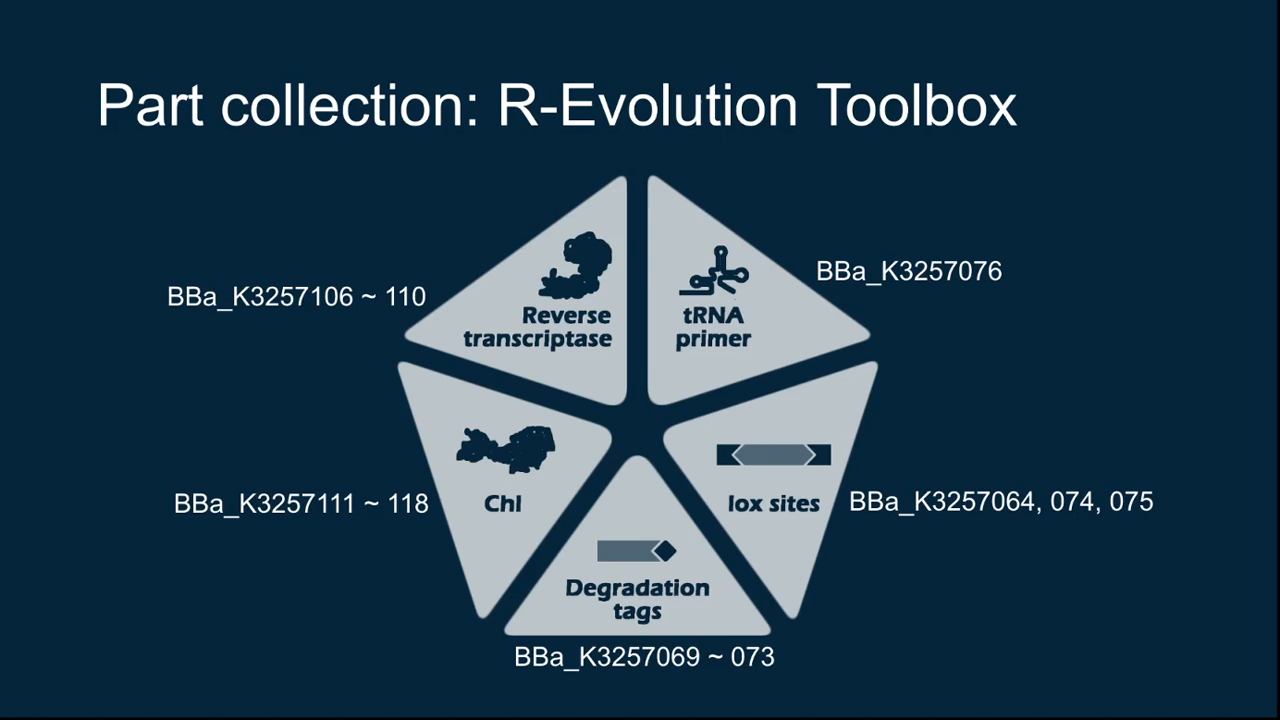 Part collection: R-Evolution Toolbox
BBa_K3257106 ~ 110
Reverse
transcriptase
tRNA
primer
BBa_K3257076
BBa_K3257111 ~ 118
Chl
lox sites
BBa_K3257064, 074, 075
Degradation
tags
BBa_K3257069 ~ 073